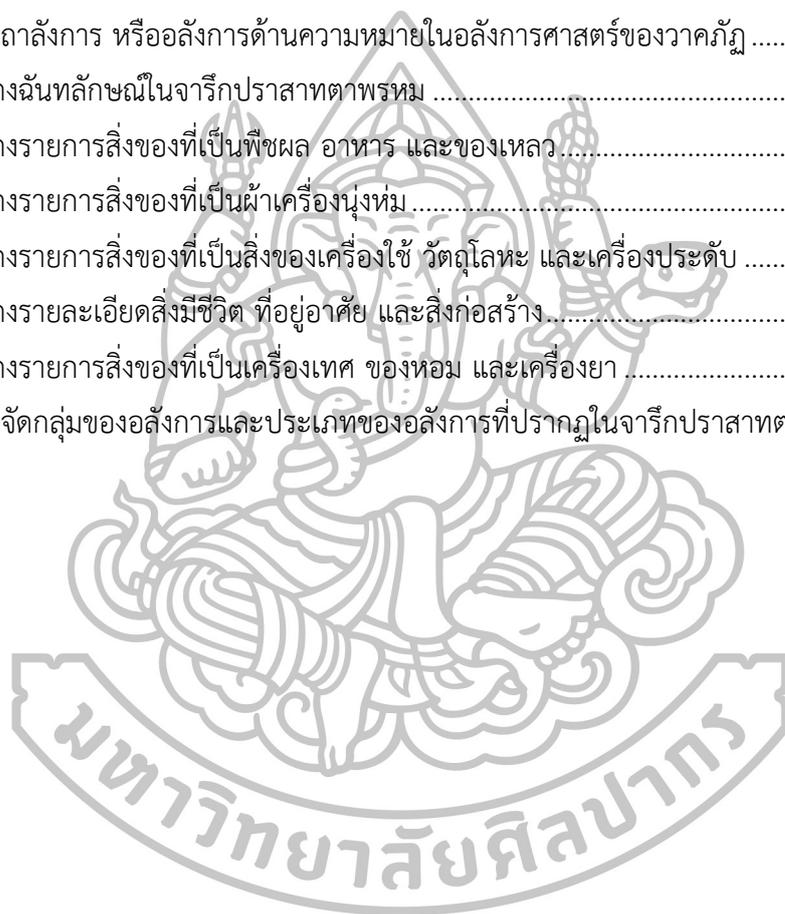 ถาลังการ หรืออลังการด้านความหมายในอลังการศาสตร์ของวาคภัฏ .....
างฉันทลักษณ์ในจารึกปราสาทตาพรหม ..........................................
างรายการสิ่งของที่เป็นพืชผล อาหาร และของเหลว ...........................
างรายการสิ่งของที่เป็นผ้าเครื่องนุ่งห่ม .............................................
างรายการสิ่งของที่เป็นสิ่งของเครื่องใช้ วัตถุโลหะ และเครื่องประดับ ......
างรายละเอียดสิ่งมีชีวิต ที่อยู่อาศัย และสิ่งก่อสร้าง .............................
างรายการสิ่งของที่เป็นเครื่องเทศ ของหอม และเครื่องยา ....................
จัดกลุ่มของอลังการและประเภทของอลังการที่ปรากฏในจารึกปราสาทต
มหาวิทยาลัยศิลปากร